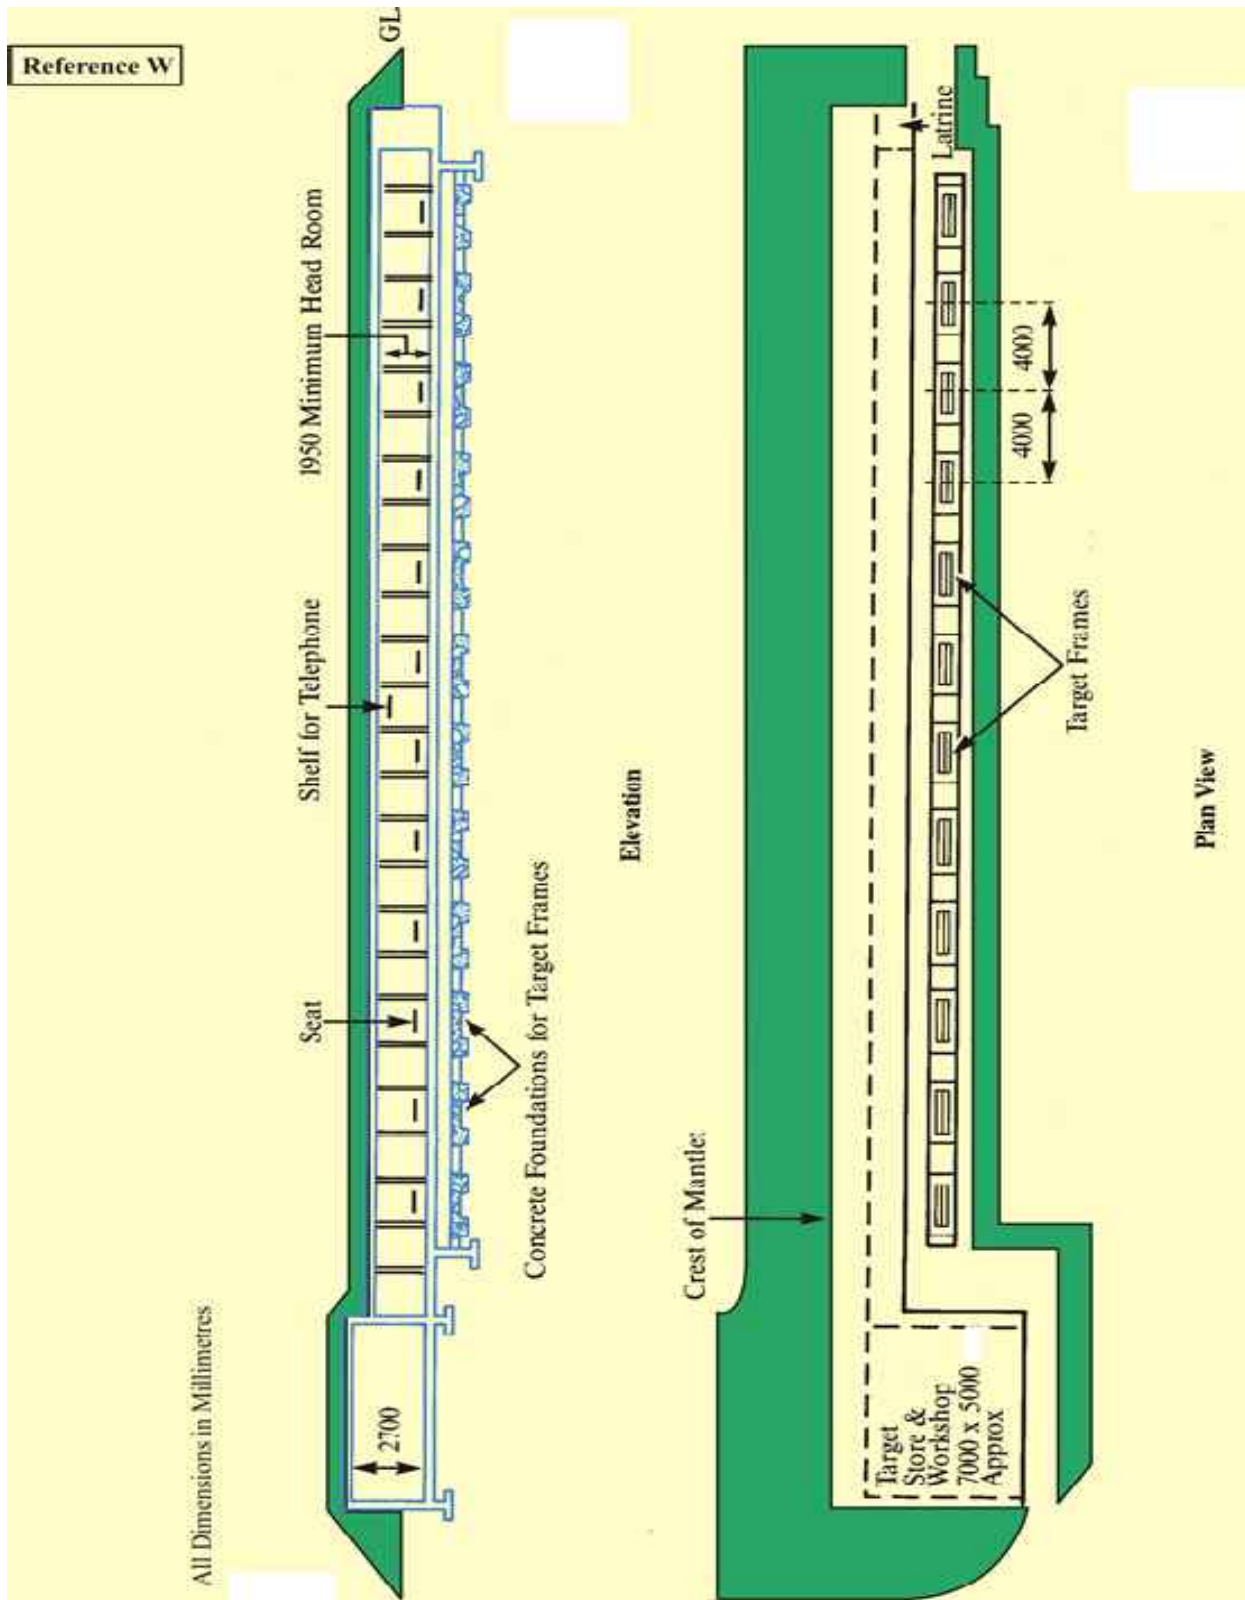 Reference W
All Dimensions in Millimetres
GL
2700
Seat
Shelf for Telephone
1950 Minimum Head Room
Concrete Foundations for Target Frames
Elevation
Crest of Mantlet
Target
Store &
Workshop
7000 x 5000
Approx
Latrine
4000
4000
Target Frames
Plan View